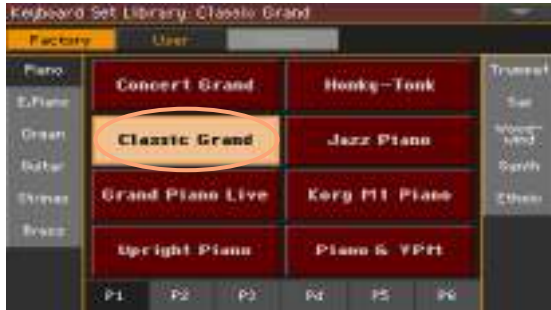 Keyboard Set Library: Classic Grand
Factory User
Piano
E.Piano
Organ
Guitar
Strings
Brass
Concert Grand Honky-Tonk
Classic Grand Jazz Piano
Grand Piano Live Korg M1 Piano
Upright Piano Piano & VPM
Trumpet
Sax
Wood-
wind
Synth
Ethnic
P1 P2 P3 P4 P5 P6